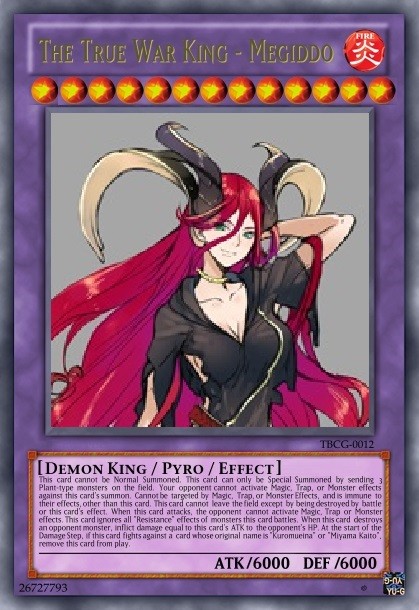 THE TRUE WAR KING - MEGIDDO
FIRE
炎
TBCG-0012
[DEMON KING / PYRO / EFFECT]
This card cannot be Normal Summoned. This card can only be Special Summoned by sending 3
Plant-type monsters on the field. Your opponent cannot activate Magic, Trap, or Monster effects
against this card's summon. Cannot be targeted by Magic, Trap, or Monster Effects, and is immune to
their effects, other than this card. This card cannot leave the field except by being destroyed by battle
or this card's effect. When this card attacks, the opponent cannot activate Magic, Trap, or Monster
effects. This card ignores all "Resistance" effects of monsters this card battles. When this card destroys
an opponent monster, inflict damage equal to this card's ATK to the opponent's HP. At the start of the
Damage Step, if this card fights against a card whose original name is "Kuromueina" or "Miyama Kaito",
remove this card from play.
ATK/6000 DEF/6000
26727793
YU-G